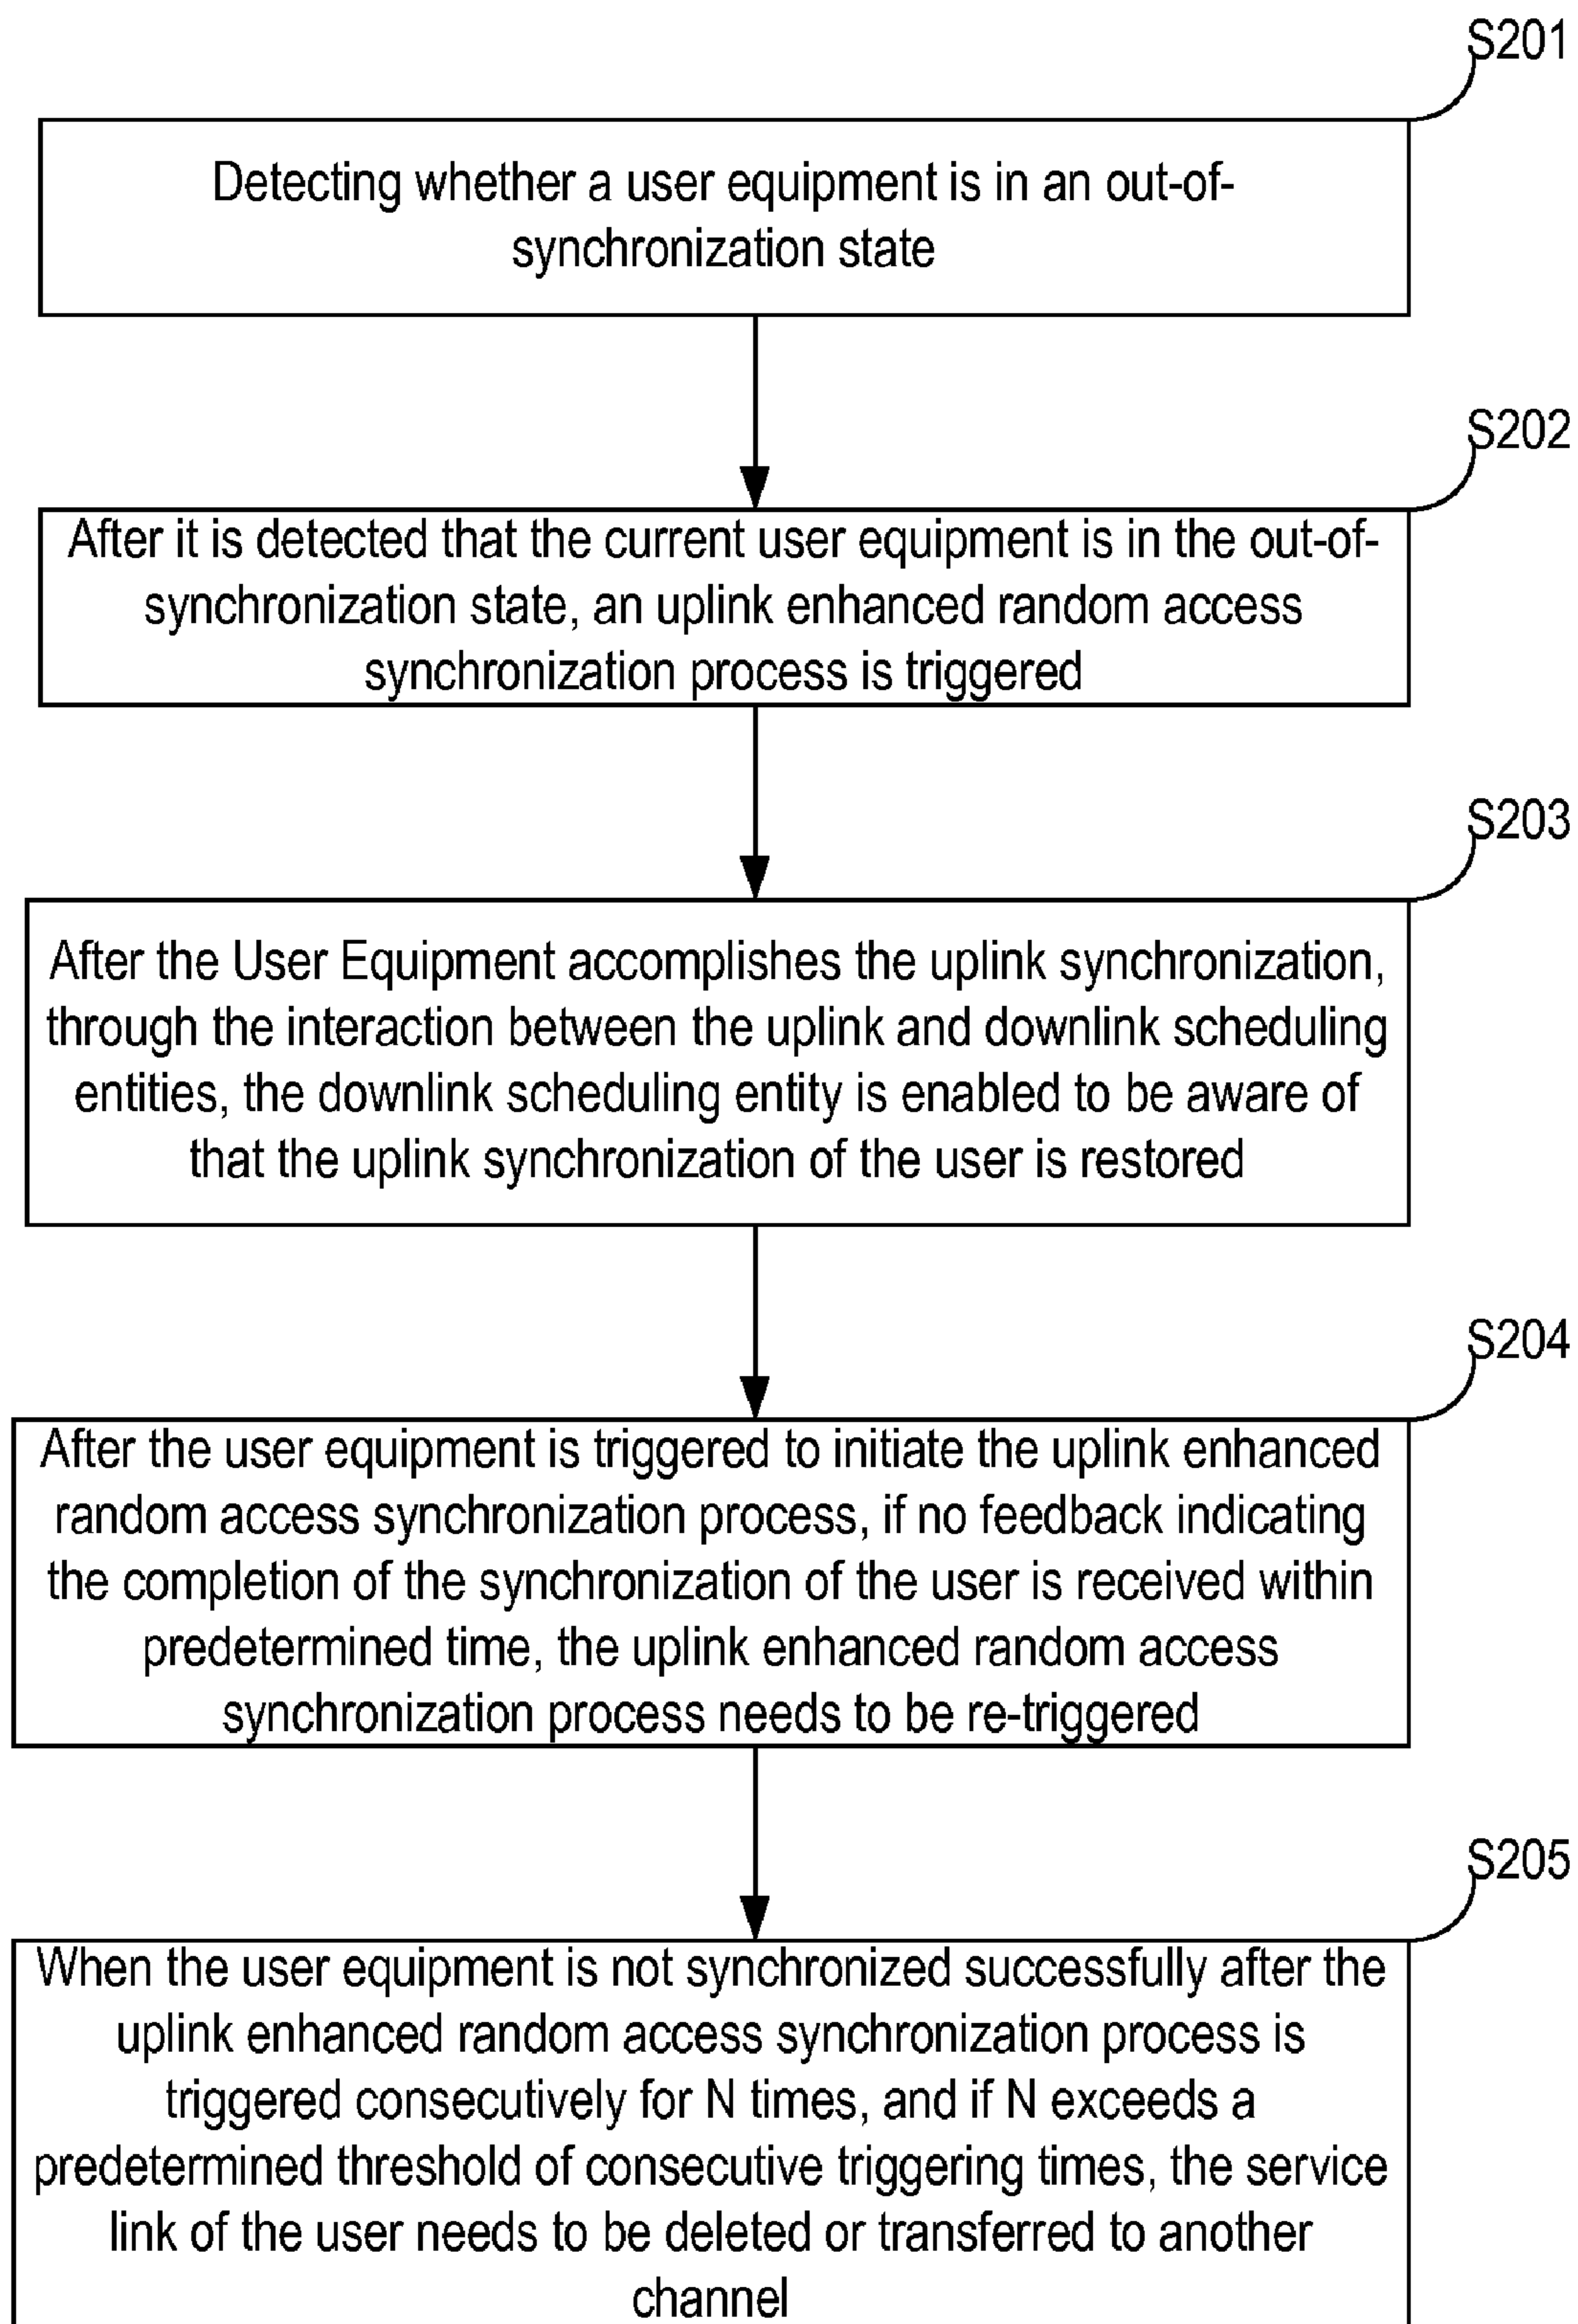 S201
Detecting whether a user equipment is in an out-of-
synchronization state
S202
After it is detected that the current user equipment is in the out-of-
synchronization state, an uplink enhanced random access
synchronization process is triggered
S203
After the User Equipment accomplishes the uplink synchronization,
through the interaction between the uplink and downlink scheduling
entities, the downlink scheduling entity is enabled to be aware of
that the uplink synchronization of the user is restored
S204
After the user equipment is triggered to initiate the uplink enhanced
random access synchronization process, if no feedback indicating
the completion of the synchronization of the user is received within
predetermined time, the uplink enhanced random access
synchronization process needs to be re-triggered
S205
When the user equipment is not synchronized successfully after the
uplink enhanced random access synchronization process is
triggered consecutively for N times, and if N exceeds a
predetermined threshold of consecutive triggering times, the service
link of the user needs to be deleted or transferred to another
channel